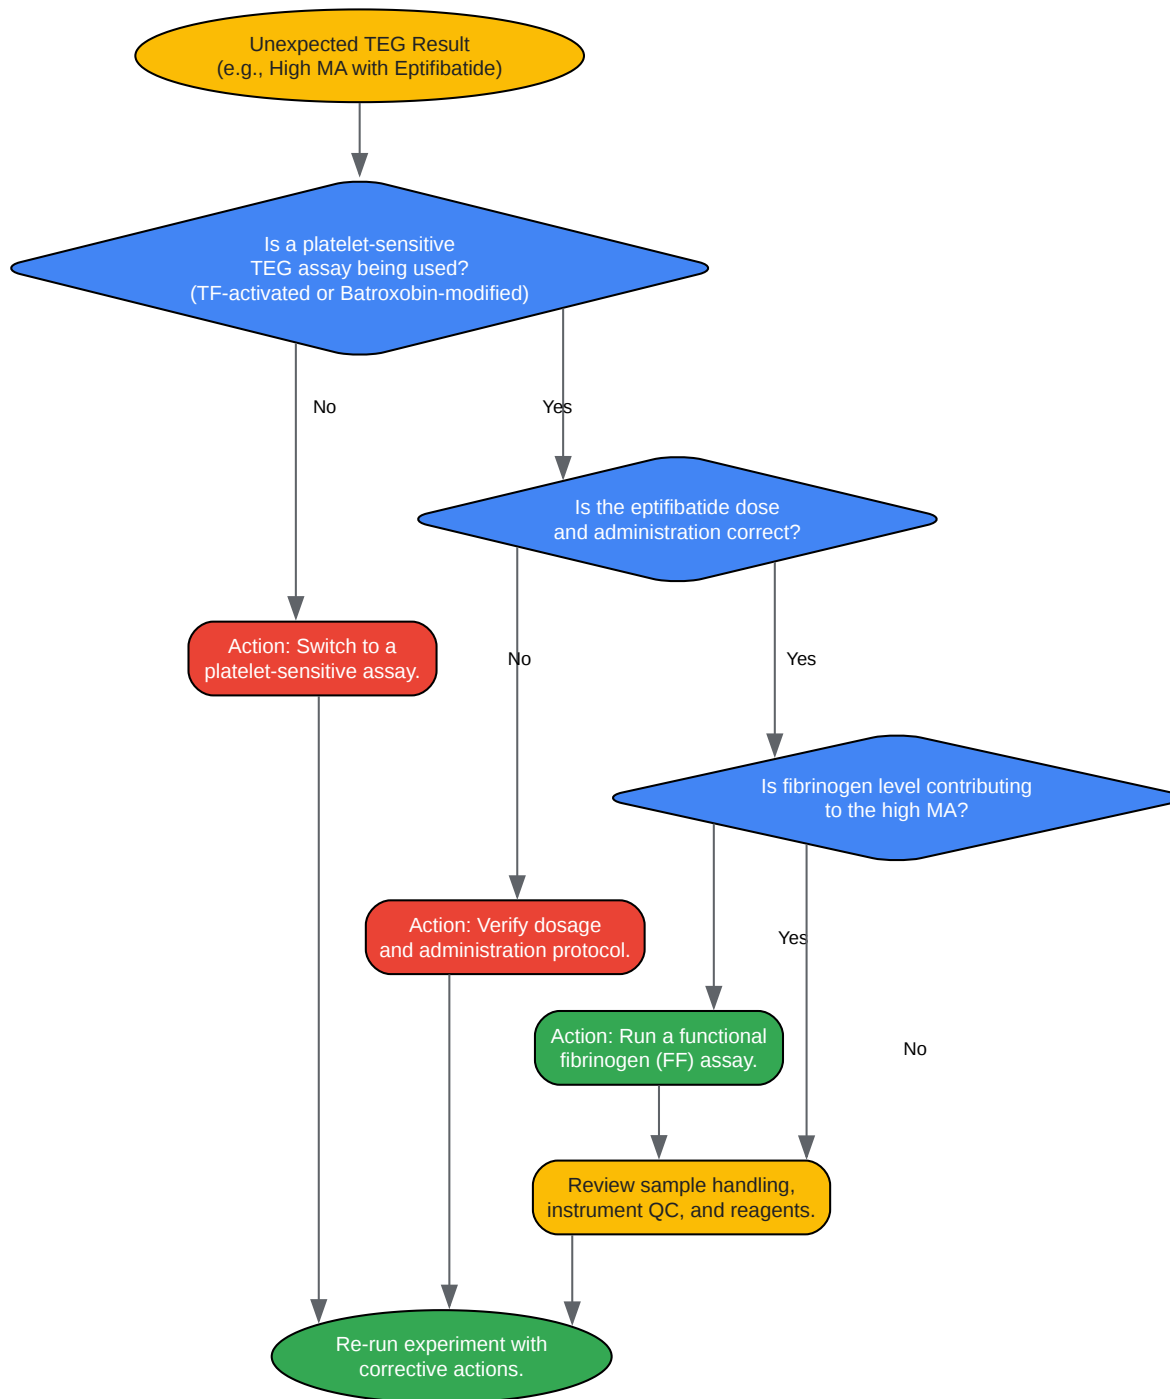 Unexpected TEG Result
(e.g., High MA with Eptifibatide)
Is a platelet-sensitive
TEG assay being used?
(TF-activated or Batroxobin-modified)
No
Yes
Is the eptifibatide dose
and administration correct?
Action: Switch to a
platelet-sensitive assay.
No
Yes
Is fibrinogen level contributing
to the high MA?
Action: Verify dosage
and administration protocol.
Yes
Action: Run a functional
fibrinogen (FF) assay.
No
Review sample handling,
instrument QC, and reagents.
Re-run experiment with
corrective actions.